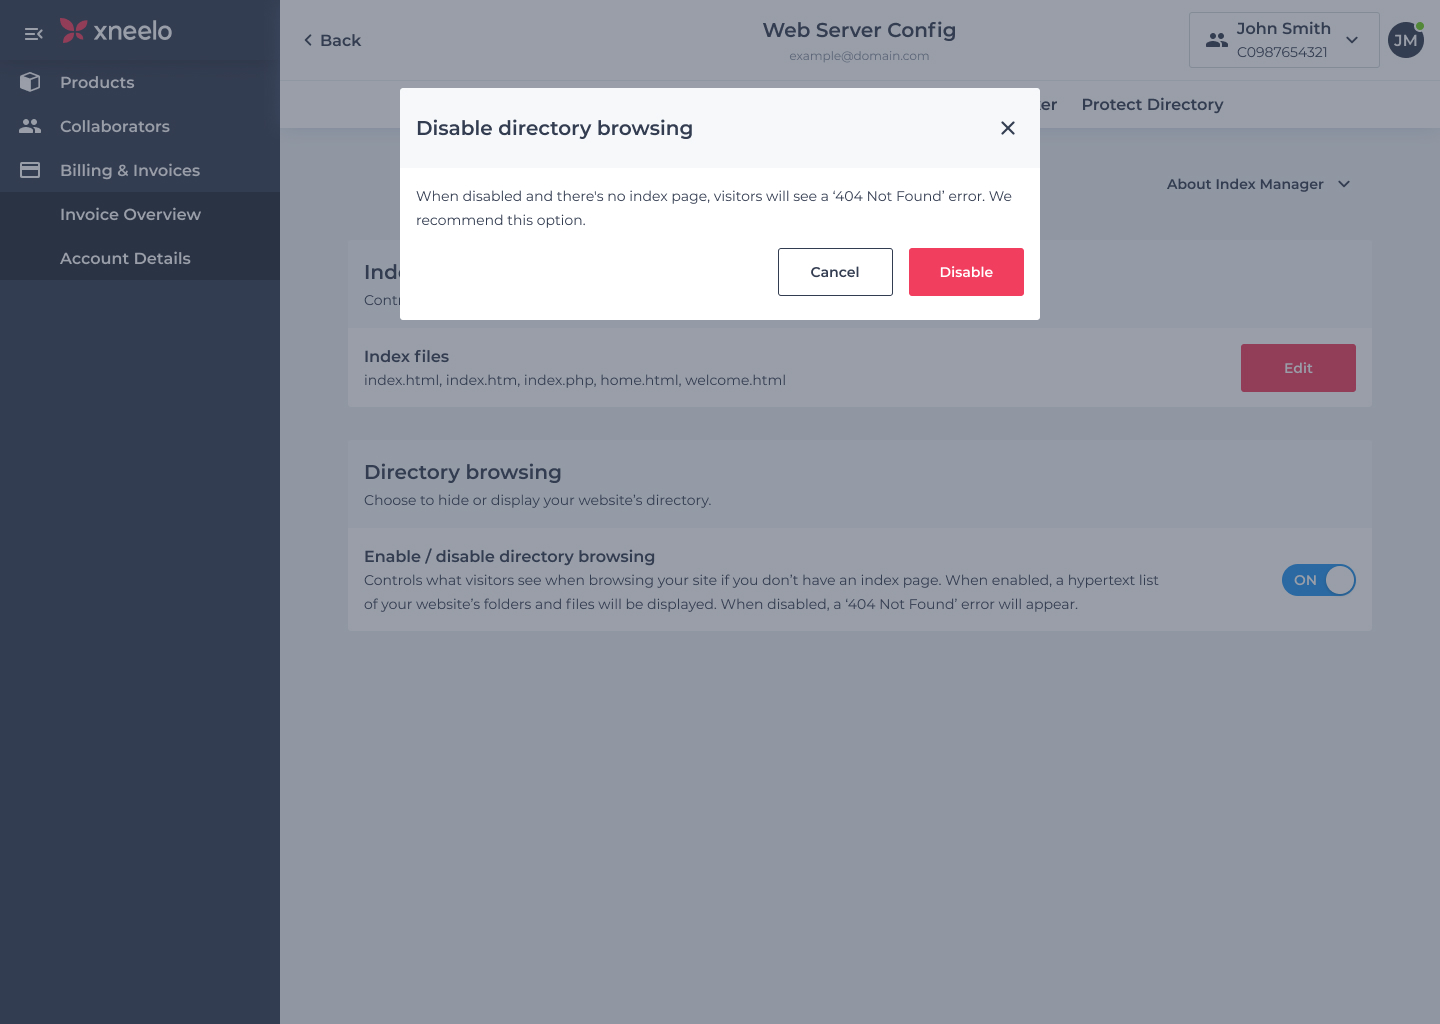 xneelo
Products
Collaborators
Billing & Invoices
Invoice Overview
Account Details
Back
Web Server Config
example@domain.com
John Smith
C0987654321
JM
Protect Directory
Disable directory browsing
When disabled and there's no index page, visitors will see a ‘404 Not Found’ error. We
recommend this option.
Cancel
Disable
About Index Manager
Index files
index.html, index.htm, index.php, home.html, welcome.html
Edit
Directory browsing
Choose to hide or display your website’s directory.
Enable / disable directory browsing
Controls what visitors see when browsing your site if you don’t have an index page. When enabled, a hypertext list
of your website’s folders and files will be displayed. When disabled, a ‘404 Not Found’ error will appear.
ON